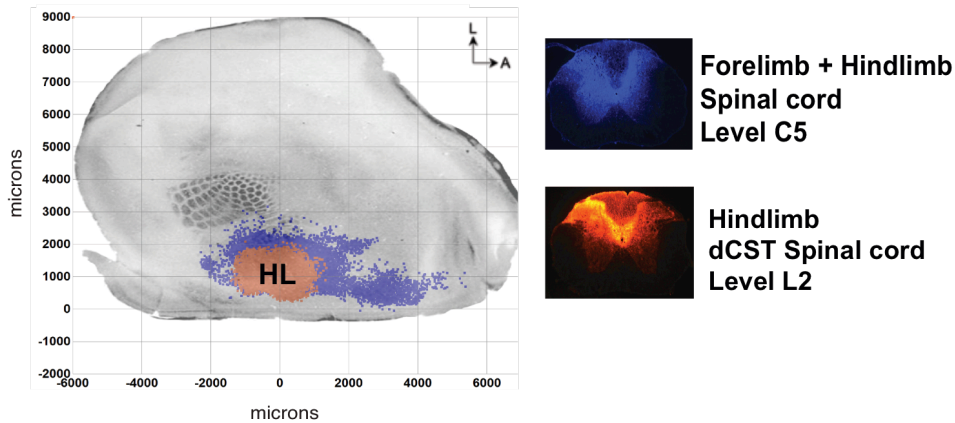 9000
8000
7000
6000
5000
4000
3000
2000
1000
0
-1000
-2000
-6000 -4000 -2000 0 2000 4000 6000
microns
microns
L
A
HL
Forelimb + Hindlimb
Spinal cord
Level C5
Hindlimb
dCST Spinal cord
Level L2